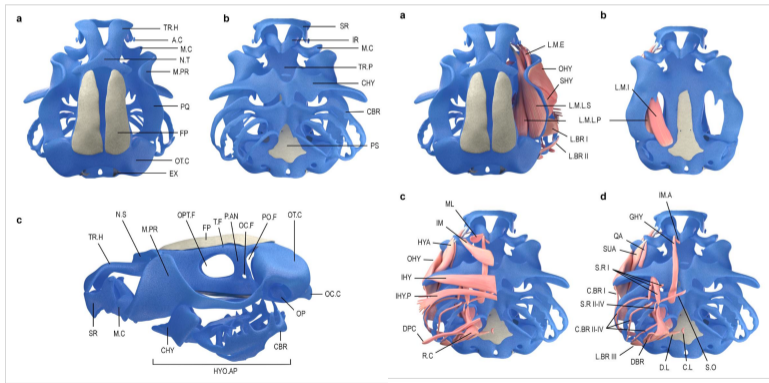 a
TR.H
A.C
M.C
N.T
M.PR
PQ
FP
OT.C
EX
b
SR
IR
M.C
TR.P
CHY
CBR
PS
c
N.S
M.PR
OPT.F
FP
T.F
P.AN
OC.F
PO.F
OT.C
TR.H
OC.C
OP
SR
M.C
CHY
CBR
HYO.AP
a
L.M.E
OHY
SHY
L.M.L.S
L.M.L.P
L.BR I
L.BR II
b
L.M.I
c
ML
IM
HYA
OHY
IHY
IHY.P
DPC
R.C
d
IM.A
GHY
QA
SUA
S.R I
C.BR I
S.R II-IV
C.BR II-IV
L.BR III
DBR
D.L
C.L
S.O